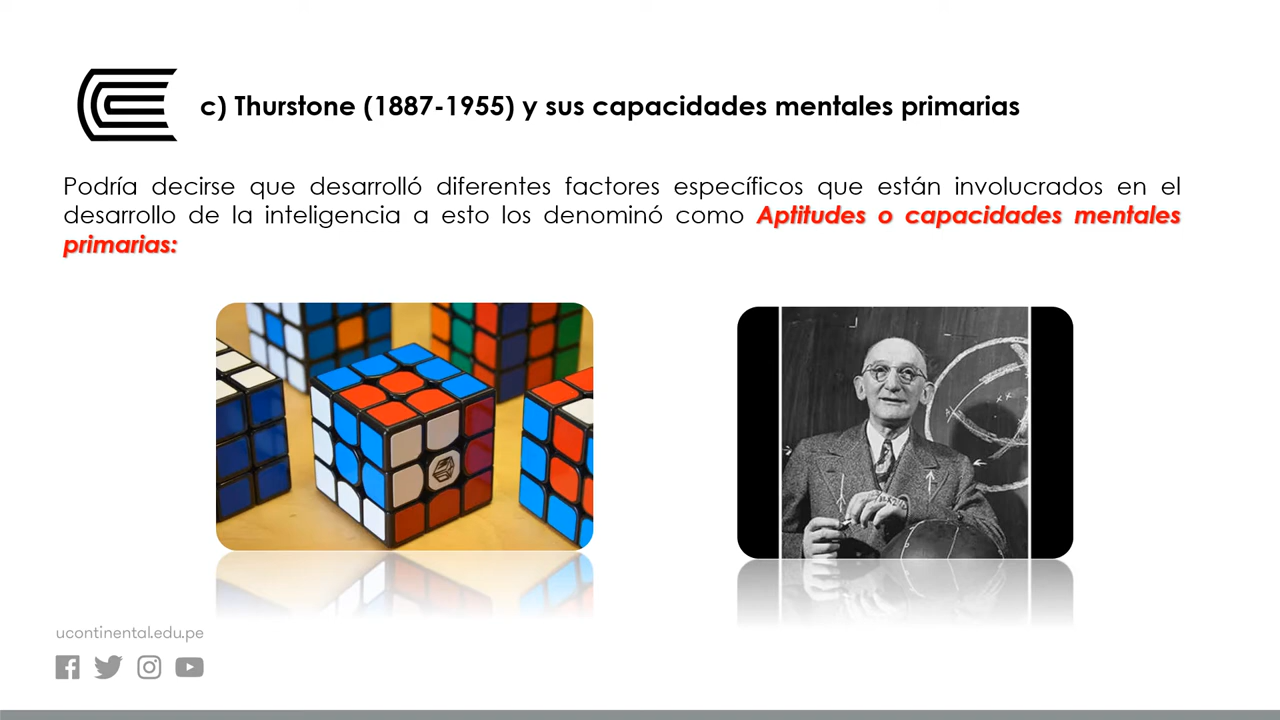 c) Thurstone (1887-1955) y sus capacidades mentales primarias
Podría decirse que desarrolló diferentes factores específicos que están involucrados en el
desarrollo de la inteligencia a esto los denominó como Aptitudes o capacidades mentales
primarias:
ucontinental.edu.pe